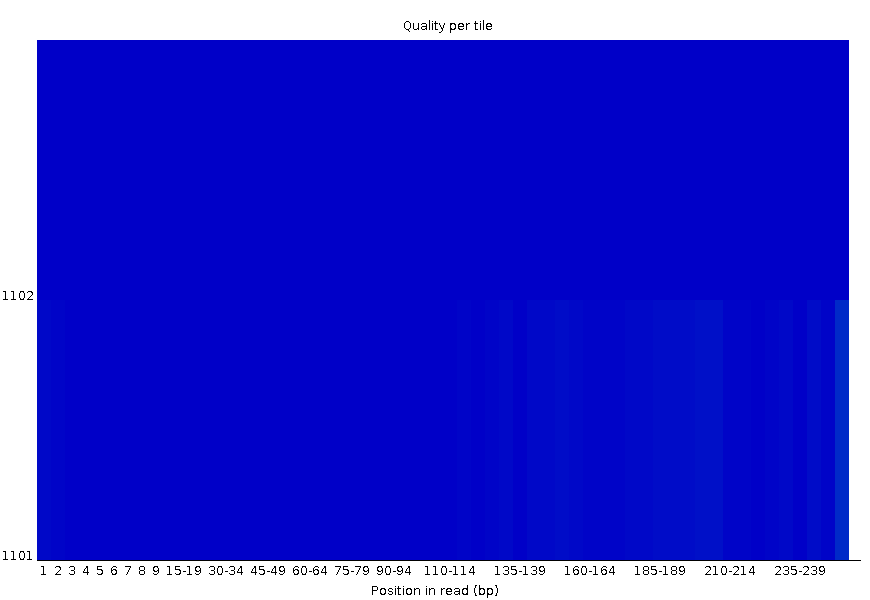 Quality per tile
1102
1101
1 2 3 4 5 6 7 8 9 15-19 30-34 45-49 60-64 75-79 90-94 110-114 135-139 160-164 185-189 210-214 235-239
Position in read (bp)